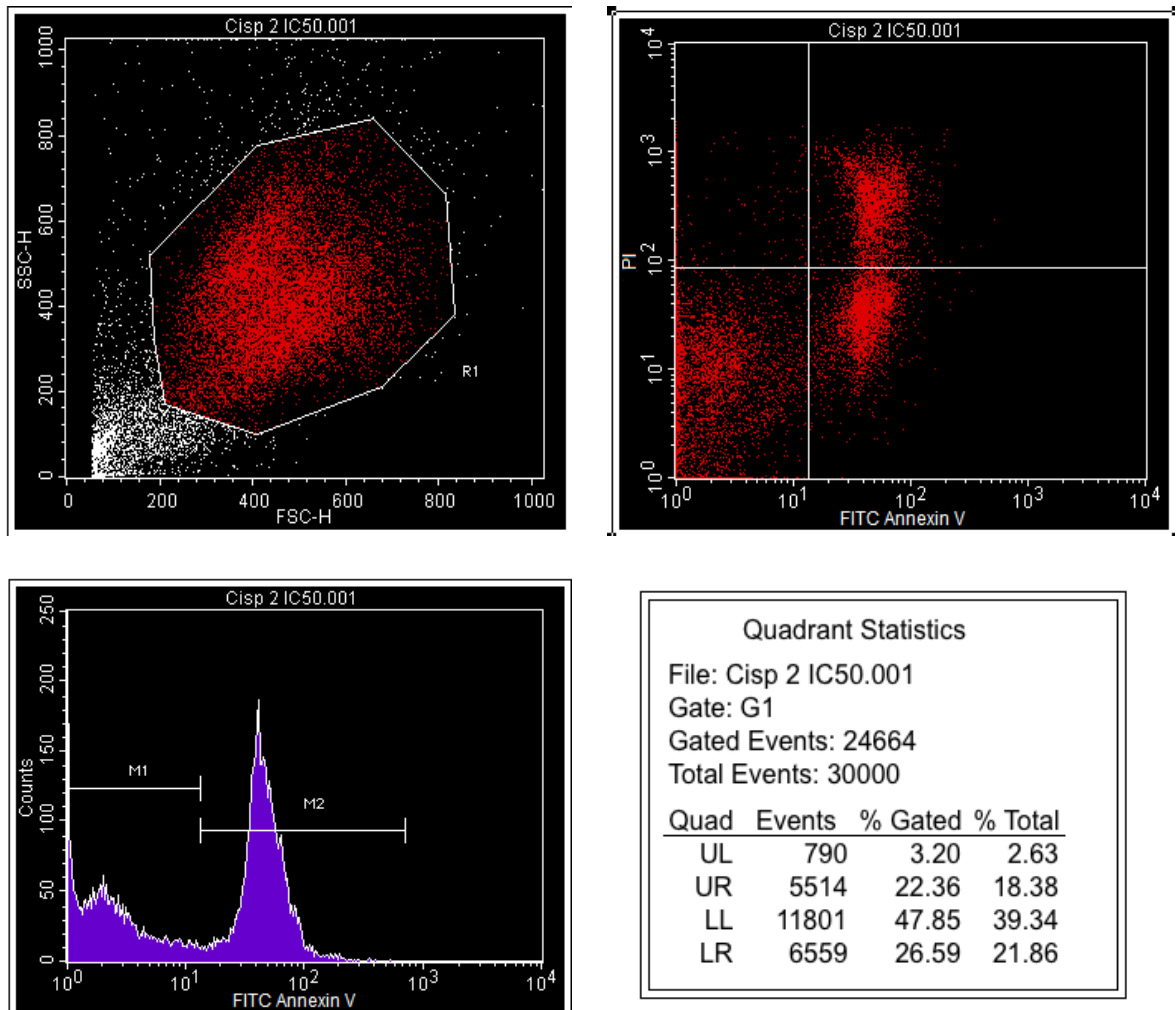 Cisp 2 IC50.001
1000
800
600
400
200
0
SSC-H
R1
0 200 400 600 800 1000
FSC-H
Cisp 2 IC50.001
10^4
10^3
10^2
10^1
10^0
PI
10^0 10^1 10^2 10^3 10^4
FITC Annexin V
Cisp 2 IC50.001
250
200
150
100
50
0
Counts
M1
M2
10^0 10^1 10^2 10^3 10^4
FITC Annexin V
Quadrant Statistics
File: Cisp 2 IC50.001
Gate: G1
Gated Events: 24664
Total Events: 30000
Quad Events % Gated % Total
UL 790 3.20 2.63
UR 5514 22.36 18.38
LL 11801 47.85 39.34
LR 6559 26.59 21.86